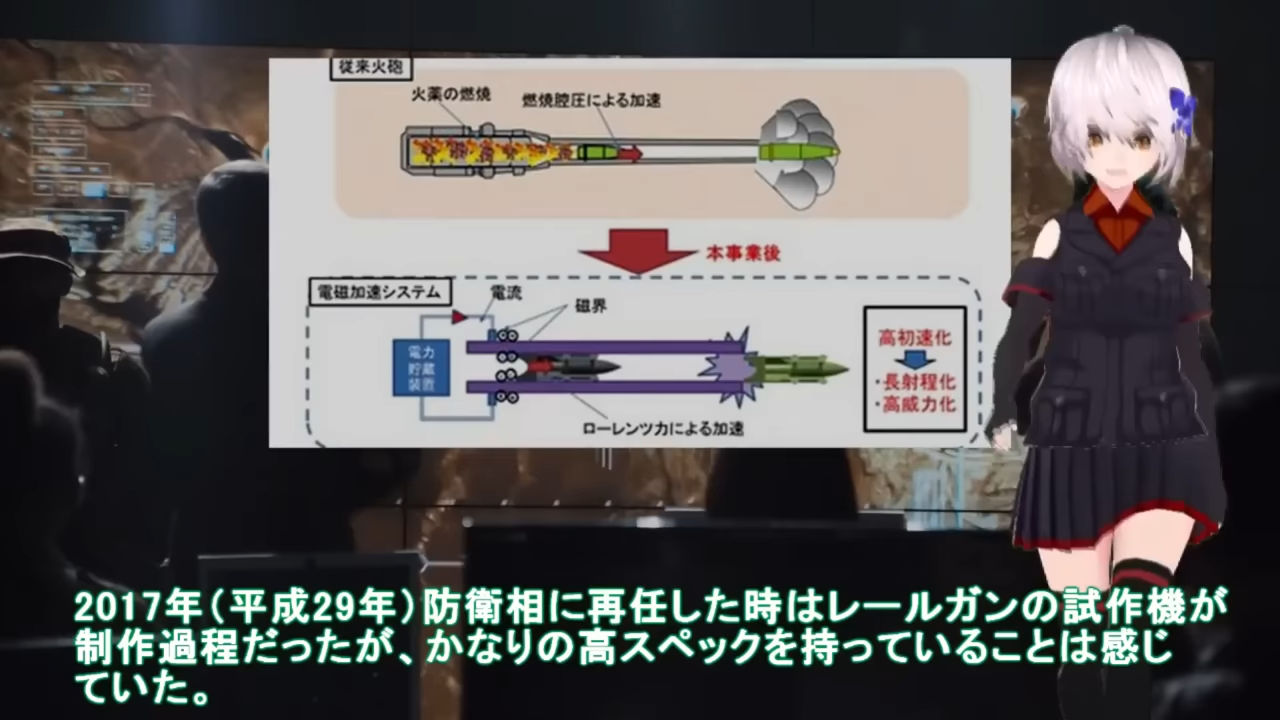 従来火砲
火薬の燃焼
燃焼腔圧による加速
本事業後
電磁加速システム
電流
磁界
電力
貯蔵
装置
高初速化
・長射程化
・高威力化
ローレンツ力による加速
2017年（平成29年）防衛相に再任した時はレールガンの試作機が
制作過程だったが、かなりの高スペックを持っていることは感じ
ていた。